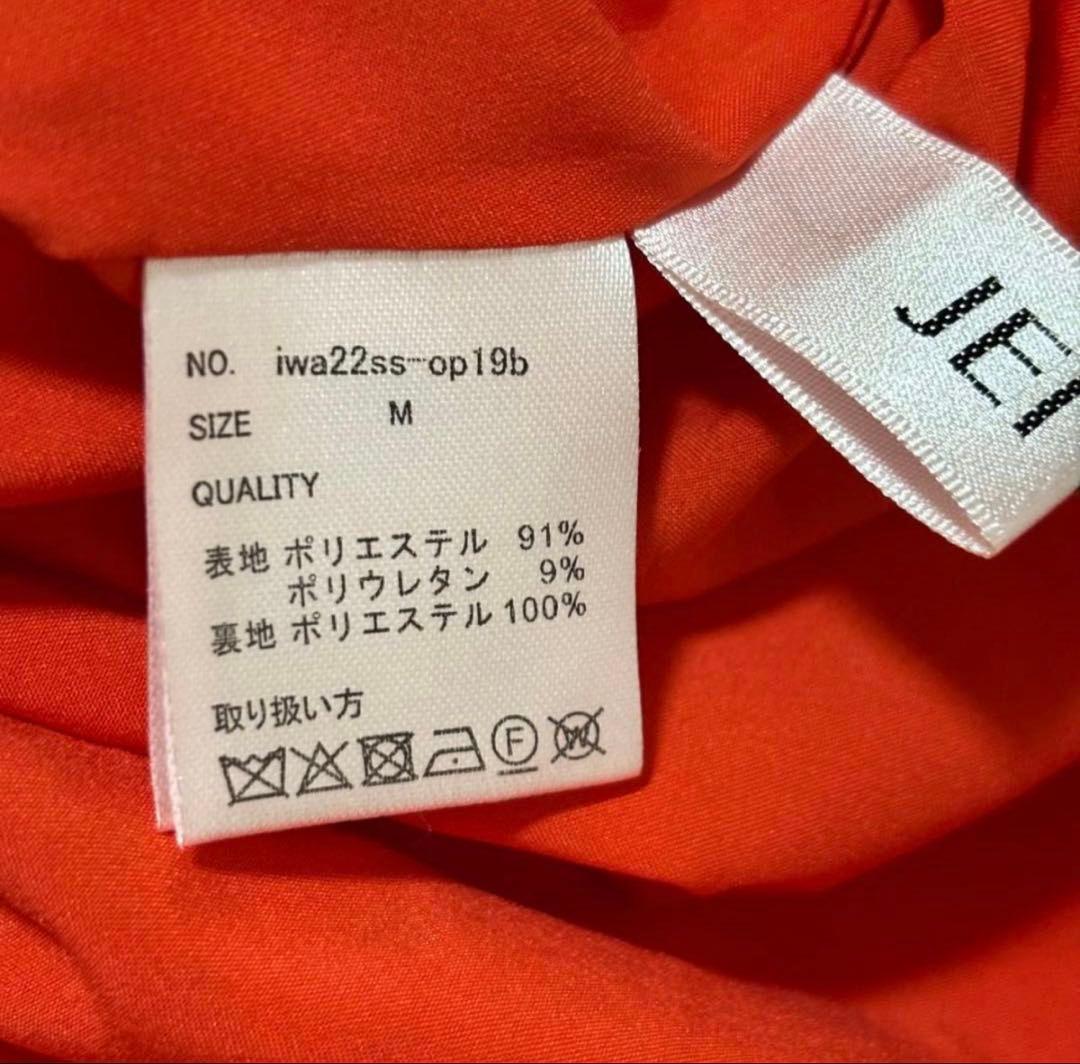 NO. iwa22ss-op19b
SIZE M
QUALITY
表地 ポリエステル 91%
ポリウレタン 9%
裏地 ポリエステル 100%
取り扱い方
F
W